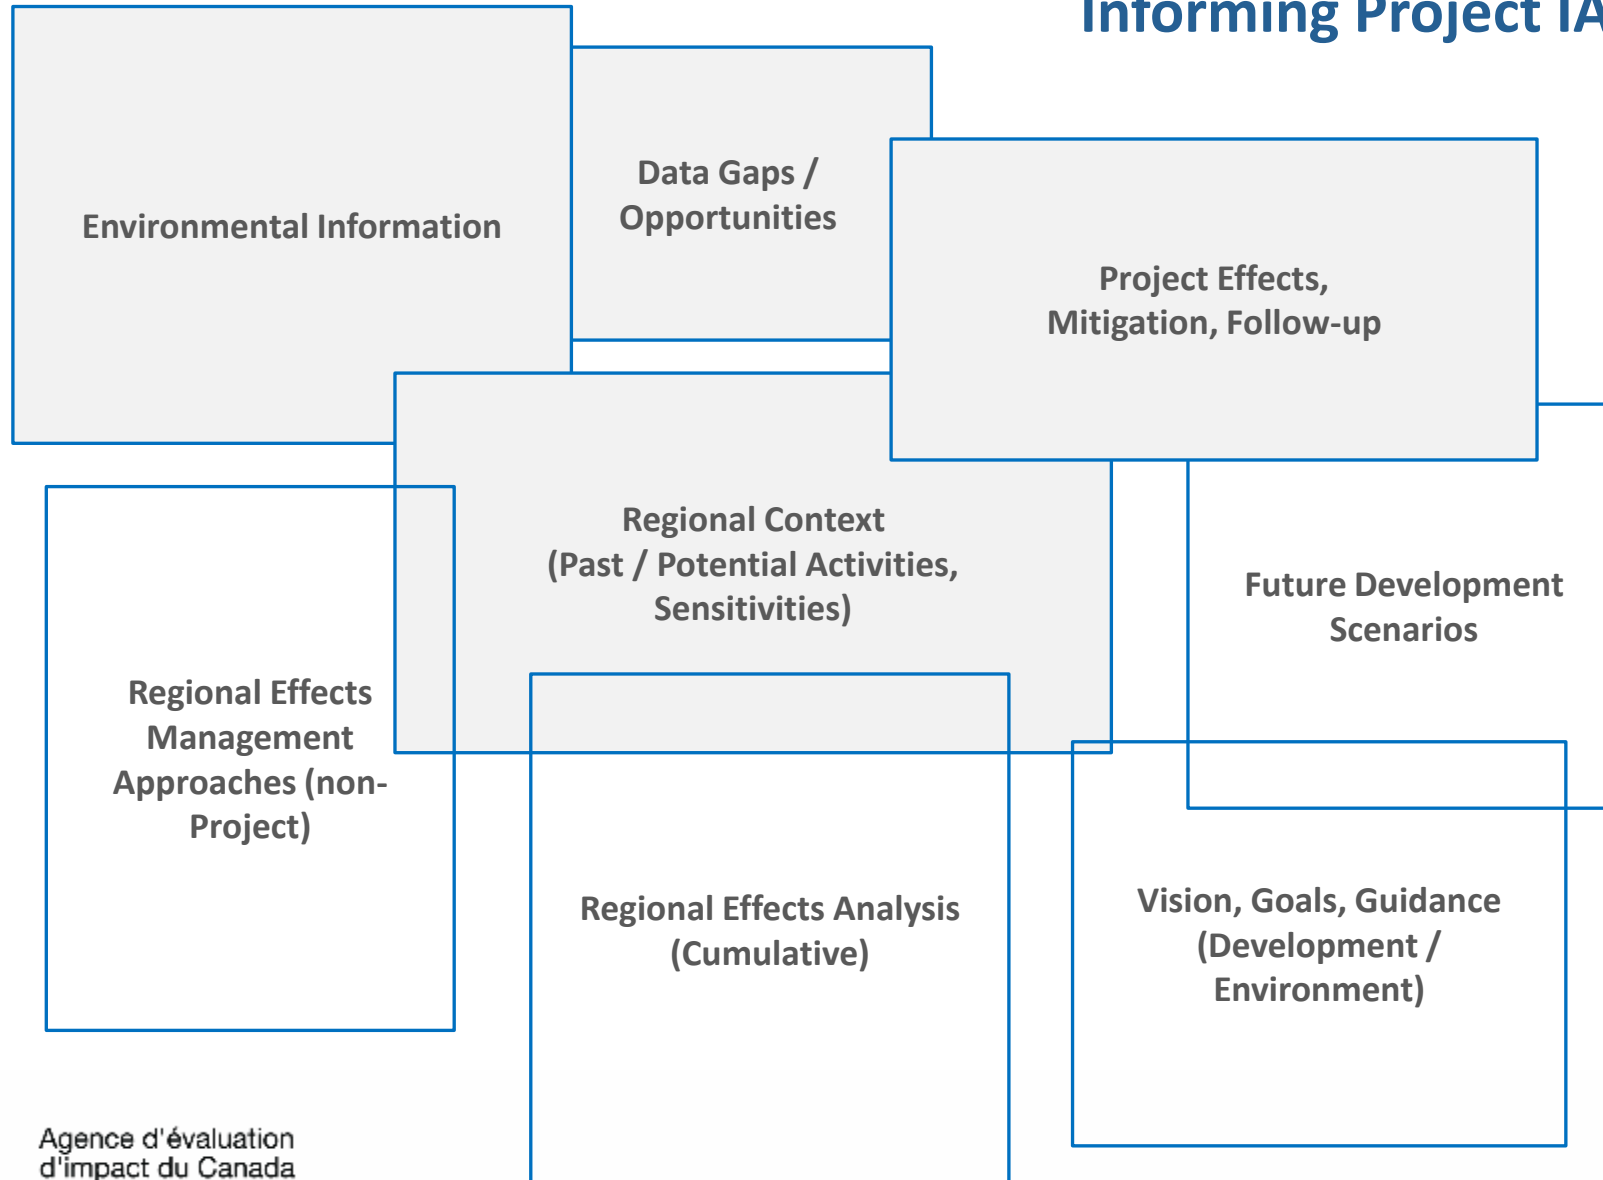 Informing Project IA
Environmental Information
Data Gaps /
Opportunities
Project Effects,
Mitigation, Follow-up
Regional Context
(Past / Potential Activities,
Sensitivities)
Future Development
Scenarios
Regional Effects
Management
Approaches (non-
Project)
Regional Effects Analysis
(Cumulative)
Vision, Goals, Guidance
(Development /
Environment)
Agence d'évaluation
d'impact du Canada